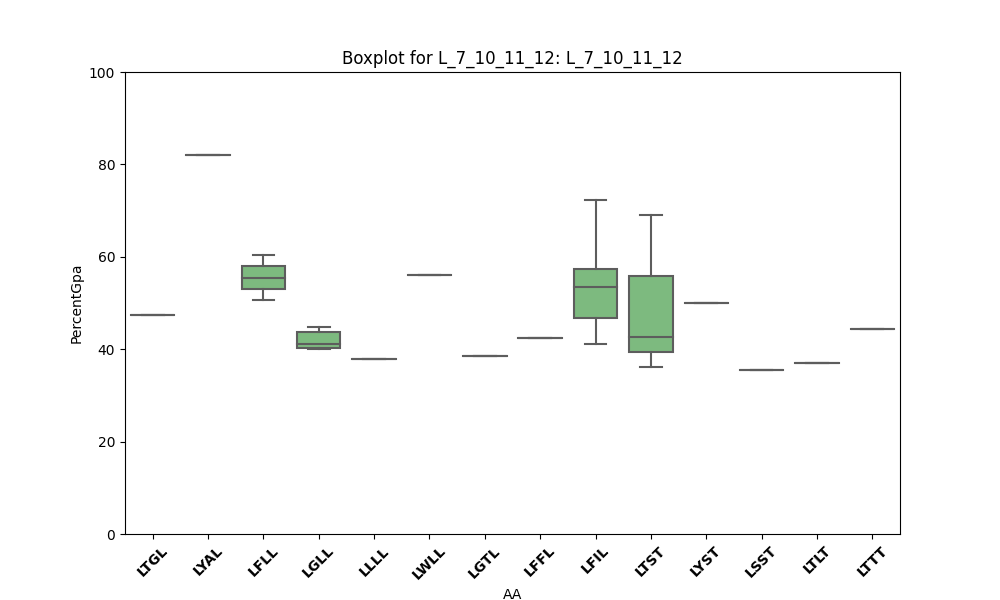 Boxplot for L_7_10_11_12: L_7_10_11_12
PercentGpa
100
80
60
40
20
0
LTGL LYAL LFLL LGLL LLLL LWLL LGTL LFFL LFIL LTST LYST LSST LTLT LTTT
AA